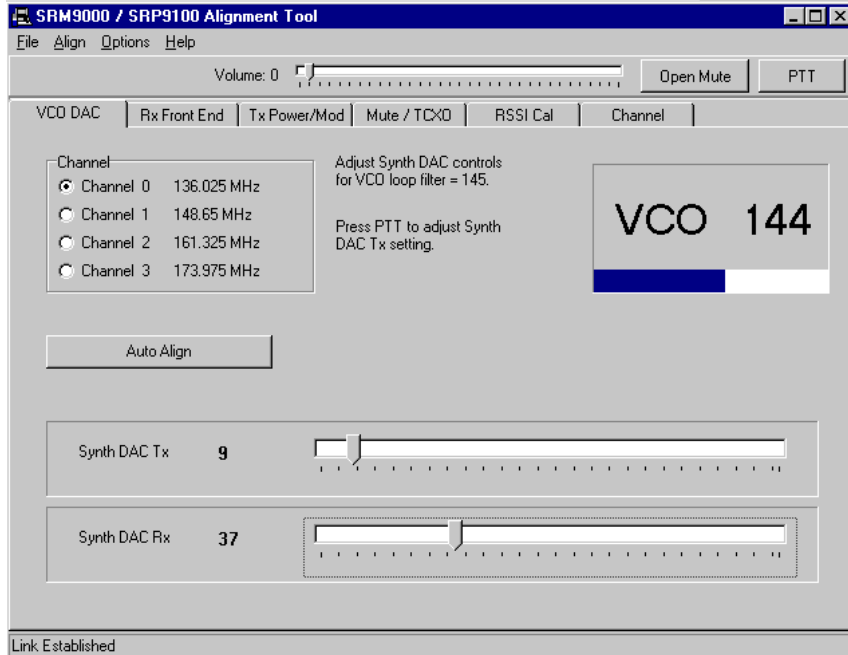 SRM9000 / SRP9100 Alignment Tool
File Align Options Help
Volume: 0 Open Mute PTT
VCO DAC Rx Front End Tx Power/Mod Mute / TCXO RSSI Cal Channel
Channel
Channel 0 136.025 MHz
Channel 1 148.65 MHz
Channel 2 161.325 MHz
Channel 3 173.975 MHz
Adjust Synth DAC controls
for VCO loop filter = 145.
Press PTT to adjust Synth
DAC Tx setting.
VCO 144
Auto Align
Synth DAC Tx 9
Synth DAC Rx 37
Link Established